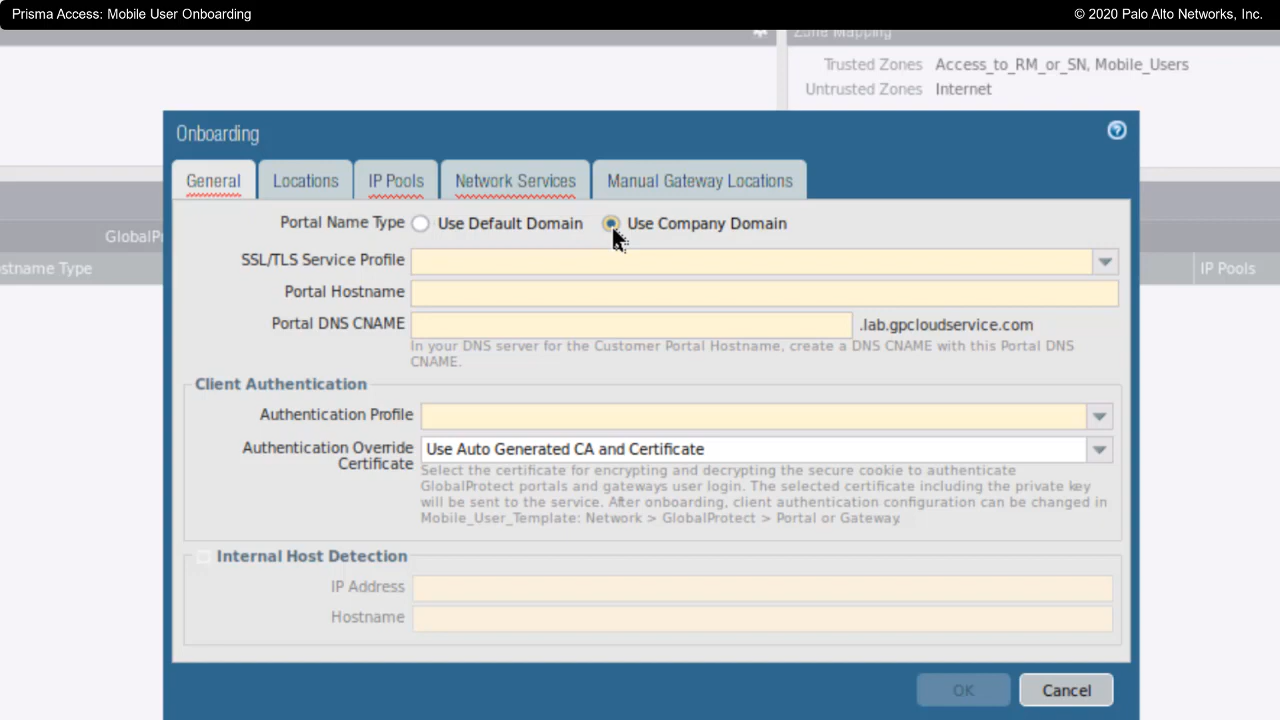 Prisma Access: Mobile User Onboarding
© 2020 Palo Alto Networks, Inc.
Zone Mapping
Trusted Zones Access_to_RM_or_SN, Mobile_Users
Untrusted Zones Internet
Onboarding
General Locations IP Pools Network Services Manual Gateway Locations
Portal Name Type Use Default Domain Use Company Domain
GlobalPr
SSL/TLS Service Profile
ostname Type
IP Pools
Portal Hostname
Portal DNS CNAME .lab.gpcloudservice.com
In your DNS server for the Customer Portal Hostname, create a DNS CNAME with this Portal DNS
CNAME.
Client Authentication
Authentication Profile
Authentication Override
Certificate
Use Auto Generated CA and Certificate
Select the certificate for encrypting and decrypting the secure cookie to authenticate
GlobalProtect portals and gateways user login. The selected certificate including the private key
will be sent to the service. After onboarding, client authentication configuration can be changed in
Mobile_User_Template: Network > GlobalProtect > Portal or Gateway.
Internal Host Detection
IP Address
Hostname
OK Cancel